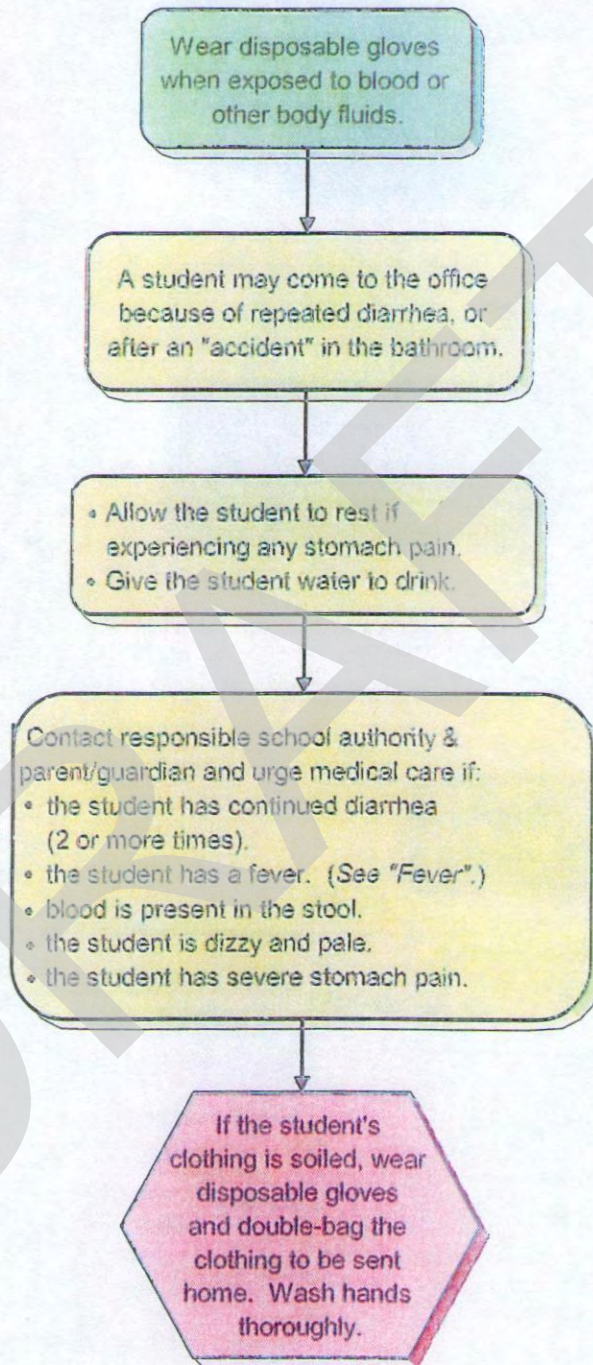 Wear disposable gloves
when exposed to blood or
other body fluids.
A student may come to the office
because of repeated diarrhea, or
after an "accident" in the bathroom.
• Allow the student to rest if
experiencing any stomach pain.
• Give the student water to drink.
Contact responsible school authority &
parent/guardian and urge medical care if:
• the student has continued diarrhea
(2 or more times).
• the student has a fever. (See "Fever".)
• blood is present in the stool.
• the student is dizzy and pale.
• the student has severe stomach pain.
If the student's
clothing is soiled, wear
disposable gloves
and double-bag the
clothing to be sent
home. Wash hands
thoroughly.
DRAFT